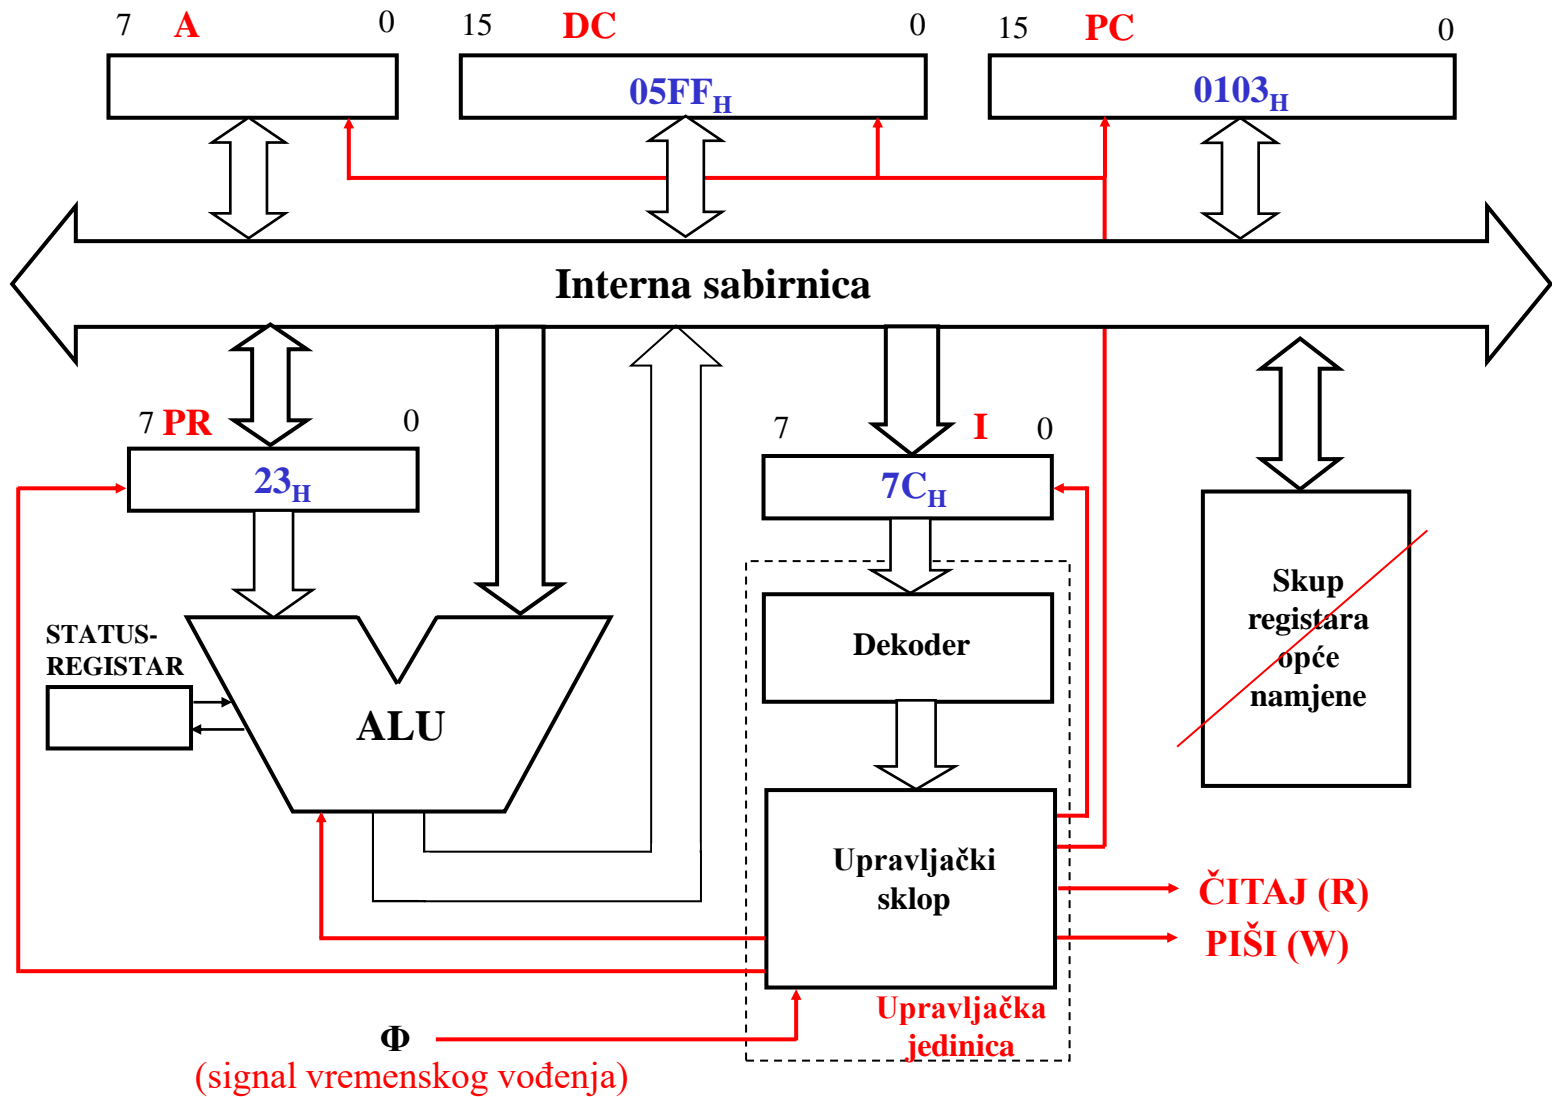 7 A 0
15 DC 0
15 PC 0
05FFH
0103H
Interna sabirnica
7 PR 0
7 I 0
23H
7CH
STATUS-
REGISTAR
ALU
Dekoder
Skup
registara
opće
namjene
Upravljački
sklop
ČITAJ (R)
PIŠI (W)
Upravljačka
jedinica
Φ
(signal vremenskog vođenja)